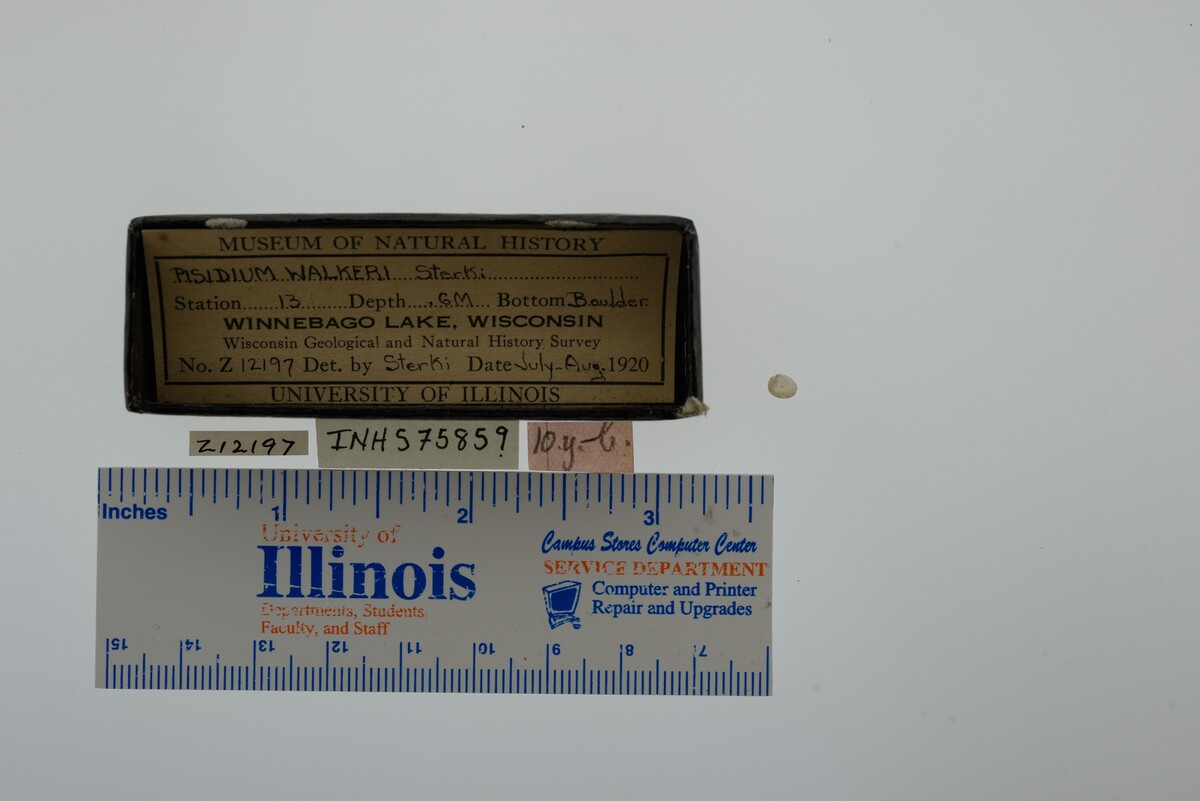 MUSEUM OF NATURAL HISTORY
PISIDIUM WALKERI Sterki
Station 13 Depth .6M Bottom Boulder
WINNEBAGO LAKE, WISCONSIN
Wisconsin Geological and Natural History Survey
No. Z 12197 Det. by Sterki Date July-Aug. 1920
UNIVERSITY OF ILLINOIS
Z12197
INHS75859
10.y-
Inches 1 2 3
University of
Illinois
Departments, Students,
Faculty, and Staff
Campus Stores Computer Center
SERVICE DEPARTMENT
Computer and Printer
Repair and Upgrades
15 14 13 12 11 10 9 8 7